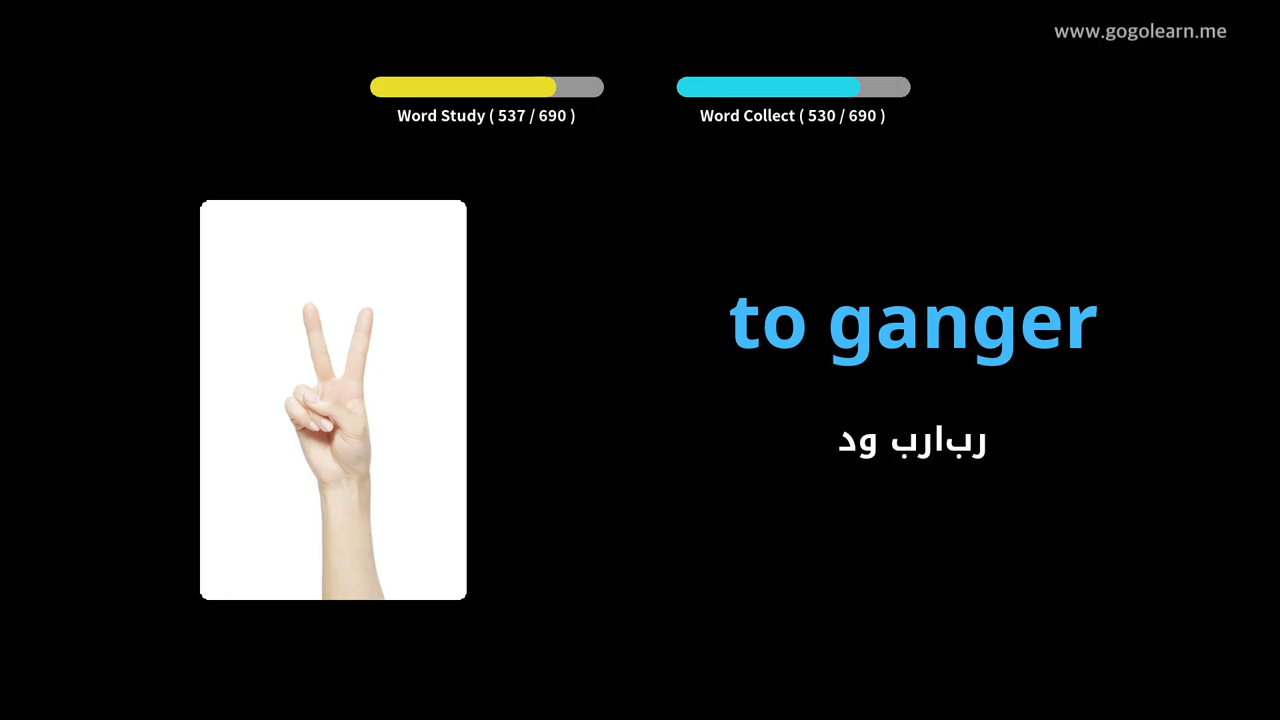 www.gogolearn.me
Word Study ( 537 / 690 )
Word Collect ( 530 / 690 )
to ganger
ربارب ود